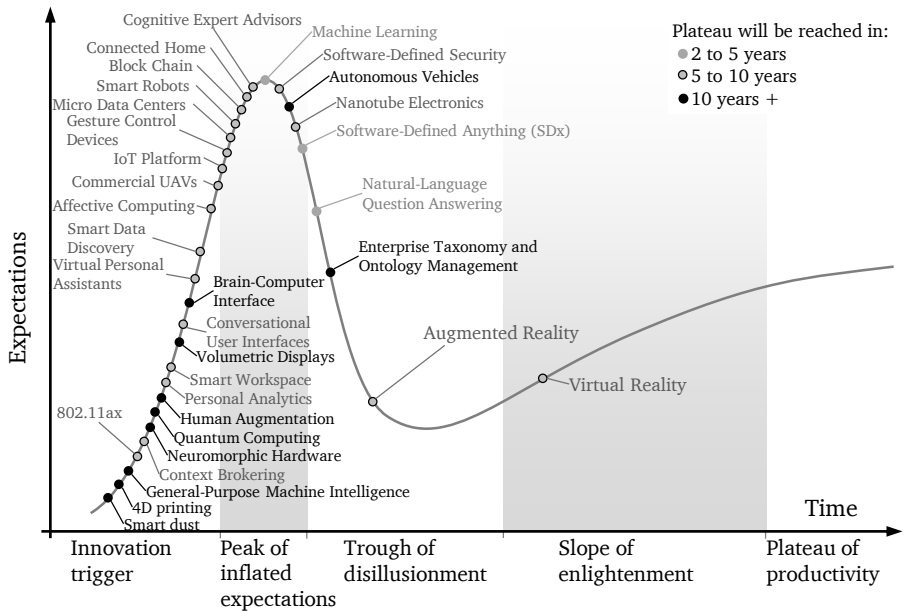 Cognitive Expert Advisors
Machine Learning
Connected Home
Software-Defined Security
Block Chain
Autonomous Vehicles
Smart Robots
Micro Data Centers
Nanotube Electronics
Gesture Control
Devices
Software-Defined Anything (SDx)
IoT Platform
Commercial UAVs
Natural-Language
Question Answering
Affective Computing
Smart Data
Discovery
Enterprise Taxonomy and
Ontology Management
Virtual Personal
Assistants
Brain-Computer
Interface
Conversational
User Interfaces
Volumetric Displays
Augmented Reality
Smart Workspace
Virtual Reality
Personal Analytics
802.11ax
Human Augmentation
Quantum Computing
Neuromorphic Hardware
Context Brokering
General-Purpose Machine Intelligence
4D printing
Smart dust
Plateau will be reached in:
2 to 5 years
5 to 10 years
10 years +
Expectations
Time
Innovation
trigger
Peak of
inflated
expectations
Trough of
disillusionment
Slope of
enlightenment
Plateau of
productivity